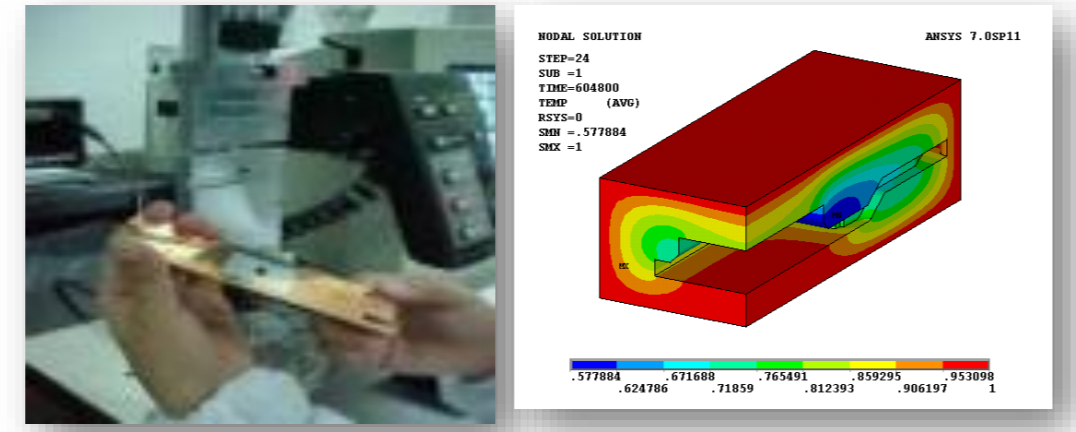 NODAL SOLUTION
ANSYS 7.0SP11
STEP=24
SUB =1
TIME=604800
TEMP (AVG)
RSYS=0
SMN =.577884
SMX =1
MX
.577884 .671688 .765491 .859295 .953098
.624786 .71859 .812393 .906197 1